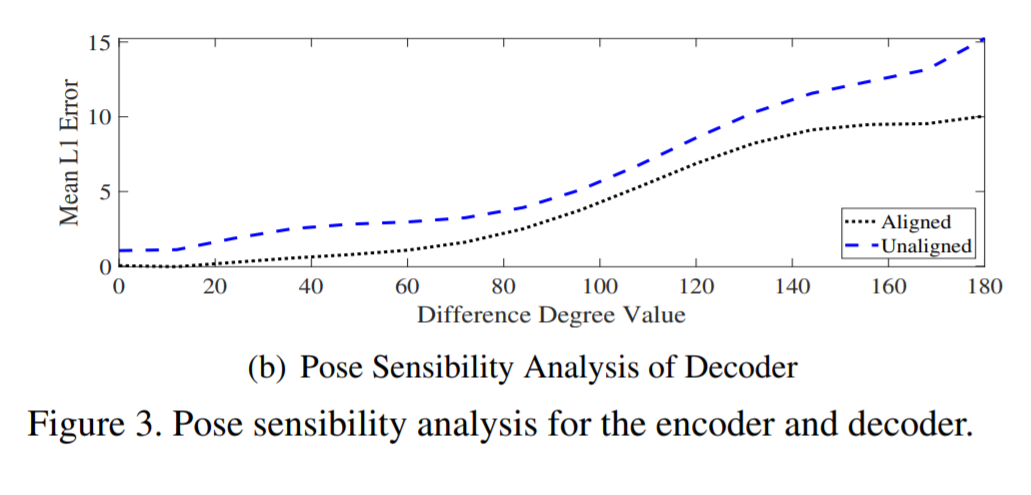 15
10
5
0
Mean L1 Error
0 20 40 60 80 100 120 140 160 180
Difference Degree Value
Aligned
Unaligned
(b) Pose Sensibility Analysis of Decoder
Figure 3. Pose sensibility analysis for the encoder and decoder.